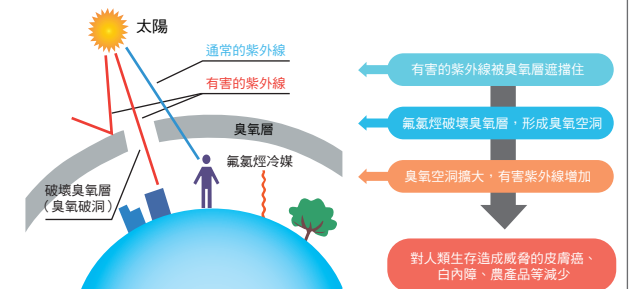 太陽
通常的紫外線
有害的紫外線
臭氧層
氟氯烴冷媒
破壞臭氧層
（臭氧破洞）
有害的紫外線被臭氧層遮擋住
氟氯烴破壞臭氧層，形成臭氧空洞
臭氧空洞擴大，有害紫外線增加
對人類生存造成威脅的皮膚癌、
白內障、農產品等減少